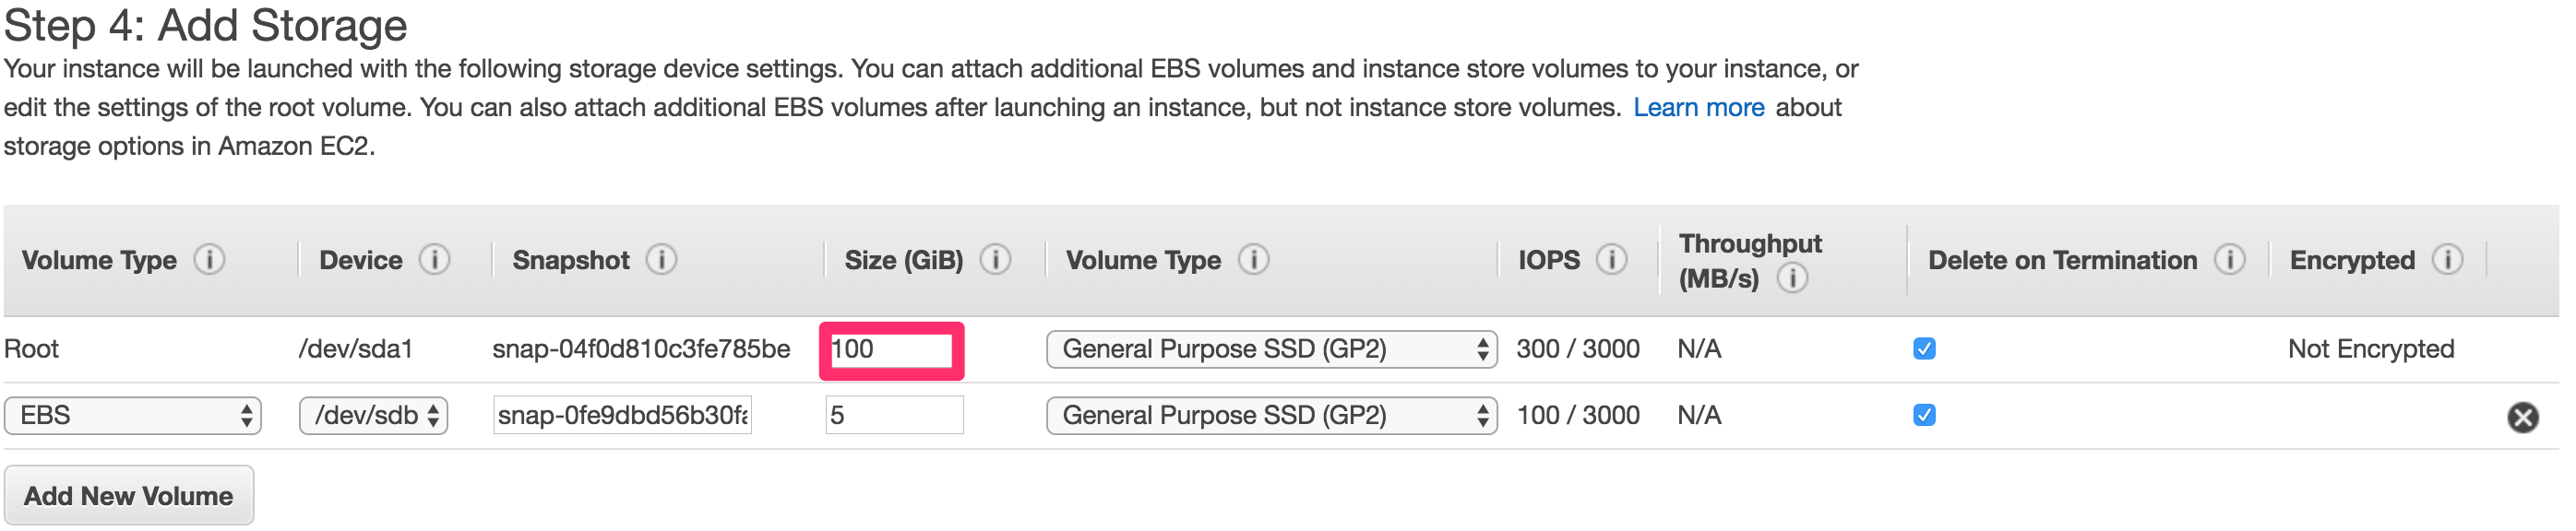 Step 4: Add Storage
Your instance will be launched with the following storage device settings. You can attach additional EBS volumes and instance store volumes to your instance, or
edit the settings of the root volume. You can also attach additional EBS volumes after launching an instance, but not instance store volumes. Learn more about
storage options in Amazon EC2.
Volume Type Device Snapshot Size (GiB) Volume Type IOPS Throughput (MB/s) Delete on Termination Encrypted
Root /dev/sda1 snap-04f0d810c3fe785be 100 General Purpose SSD (GP2) 300 / 3000 N/A Not Encrypted
EBS /dev/sdb snap-0fe9dbd56b30fa 5 General Purpose SSD (GP2) 100 / 3000 N/A
Add New Volume